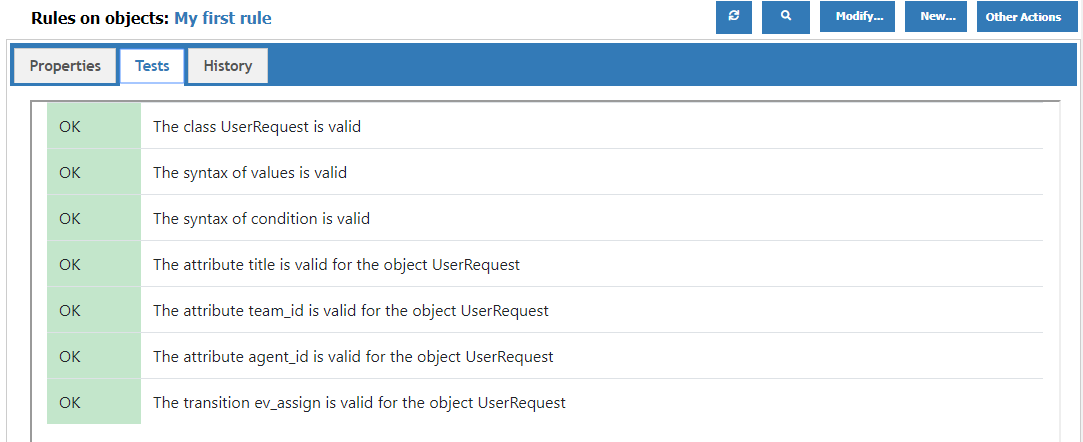 Rules on objects: My first rule
Modify... New... Other Actions
Properties Tests History
OK The class UserRequest is valid
OK The syntax of values is valid
OK The syntax of condition is valid
OK The attribute title is valid for the object UserRequest
OK The attribute team_id is valid for the object UserRequest
OK The attribute agent_id is valid for the object UserRequest
OK The transition ev_assign is valid for the object UserRequest